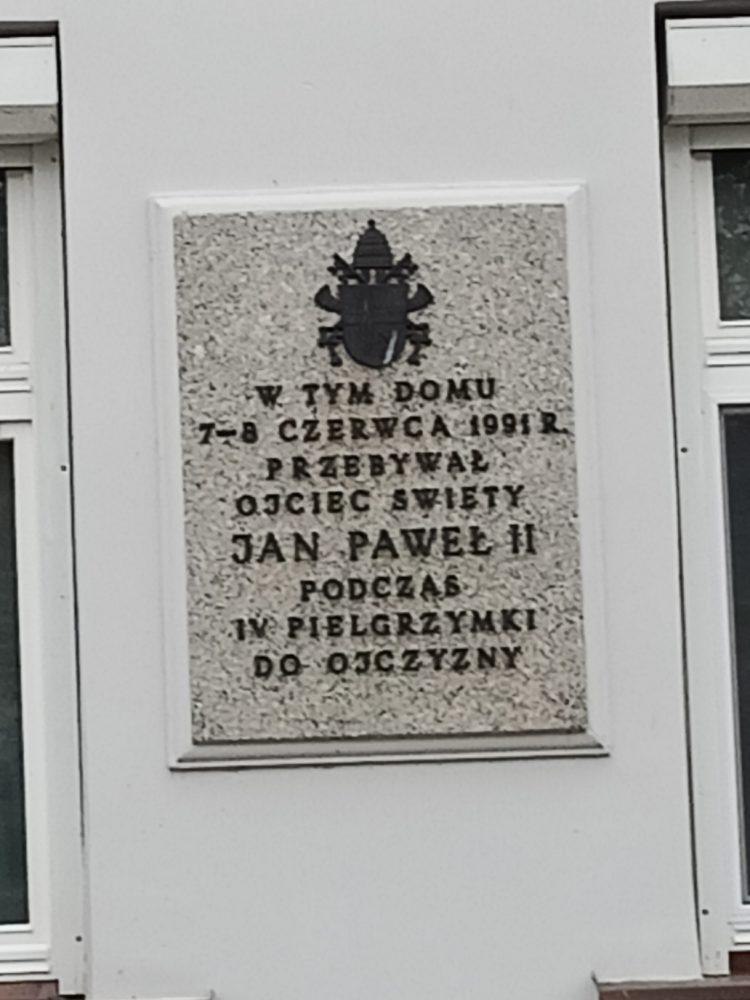 W TYM DOMU
7-8 CZERWCA 1991 R.
PRZEBYWAŁ
OJCIEC ŚWIĘTY
JAN PAWEŁ II
PODCZAS
IV PIELGRZYMKI
DO OJCZYZNY